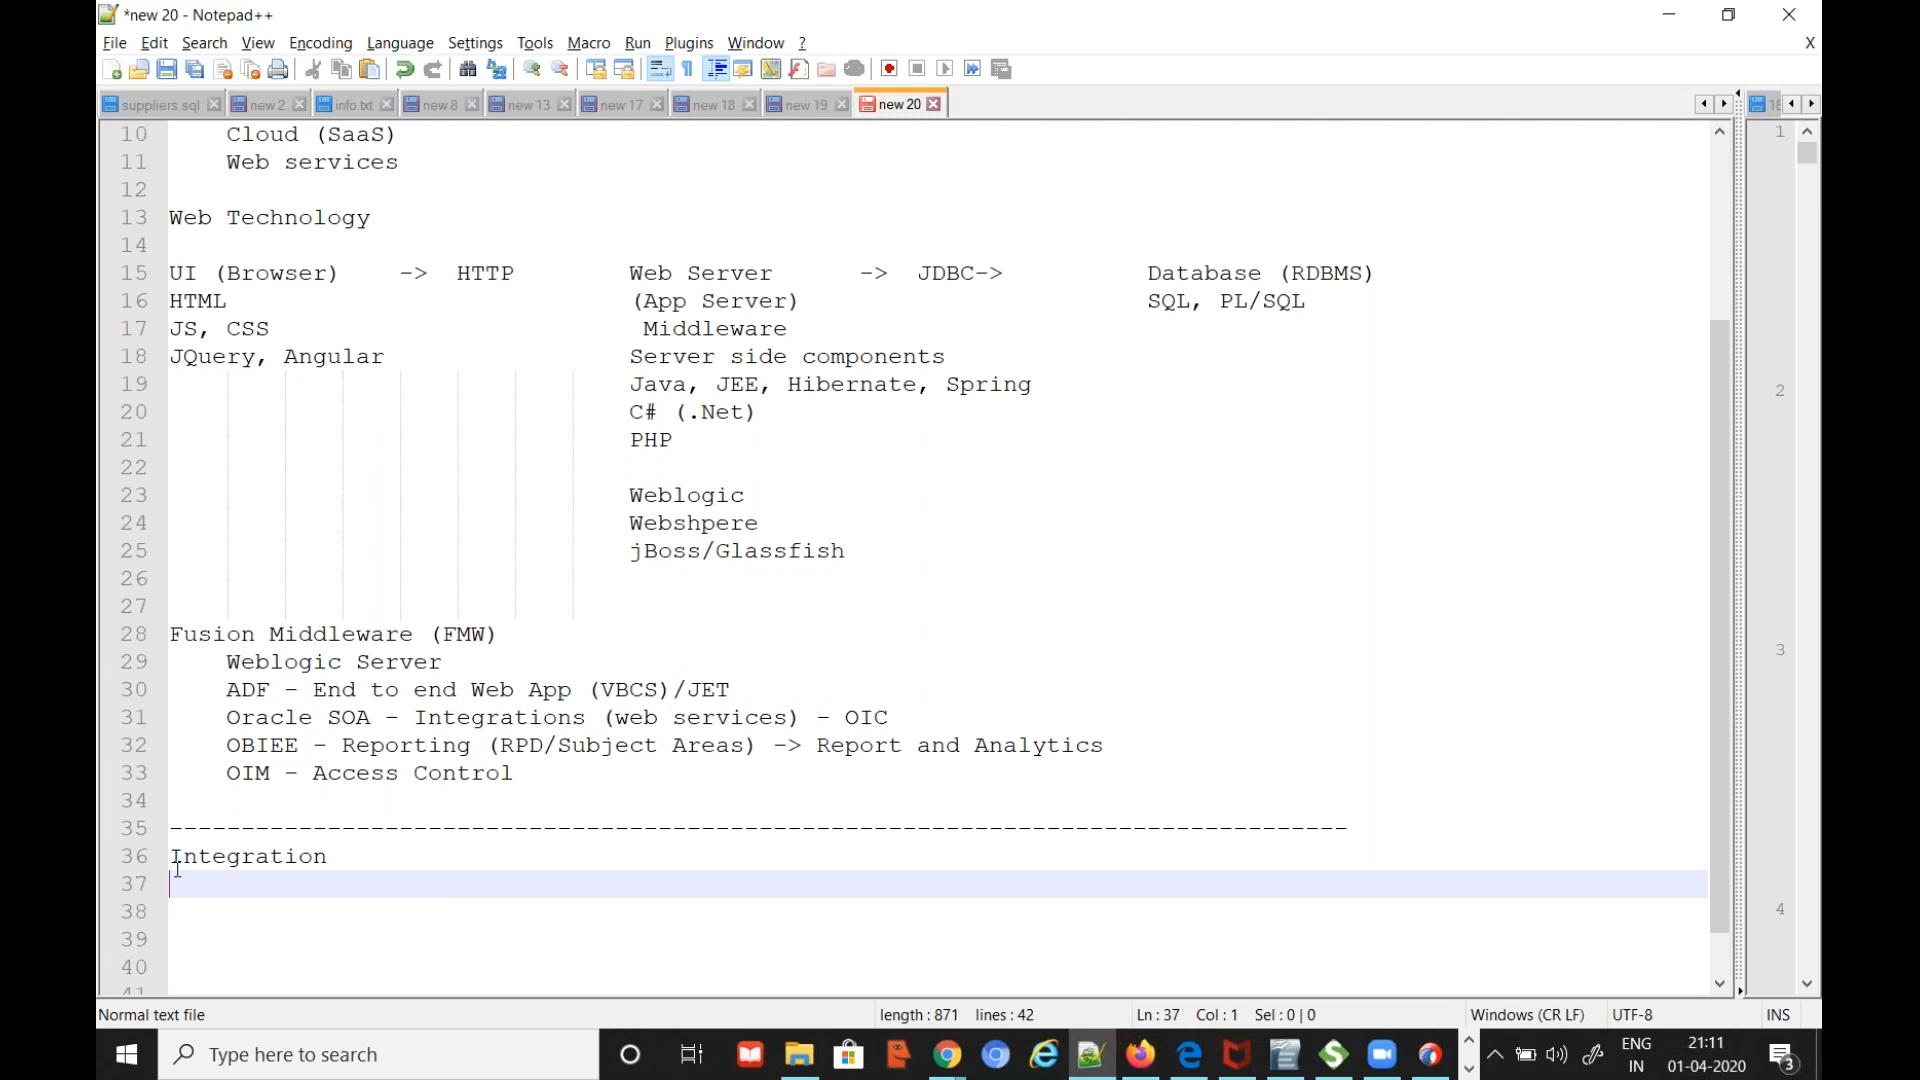 *new 20 - Notepad++
File Edit Search View Encoding Language Settings Tools Macro Run Plugins Window ? X
suppliers.sql new 2 info.txt new 8 new 13 new 17 new 18 new 19 new 20
10 Cloud (SaaS)
11 Web services
12
13 Web Technology
14
15 UI (Browser) -> HTTP Web Server -> JDBC-> Database (RDBMS)
16 HTML (App Server) SQL, PL/SQL
17 JS, CSS Middleware
18 JQuery, Angular Server side components
19 Java, JEE, Hibernate, Spring
20 C# (.Net)
21 PHP
22
23 Weblogic
24 Webshpere
25 jBoss/Glassfish
26
27
28 Fusion Middleware (FMW)
29 Weblogic Server
30 ADF - End to end Web App (VBCS)/JET
31 Oracle SOA - Integrations (web services) - OIC
32 OBIEE - Reporting (RPD/Subject Areas) -> Report and Analytics
33 OIM - Access Control
34
35 ----------------------------------------------------------------------------------
36 Integration
37
38
39
40
41
1
2
3
4
Normal text file length : 871 lines : 42 Ln : 37 Col : 1 Sel : 0 | 0 Windows (CR LF) UTF-8 INS
Type here to search
ENG 21:11
IN 01-04-2020
3